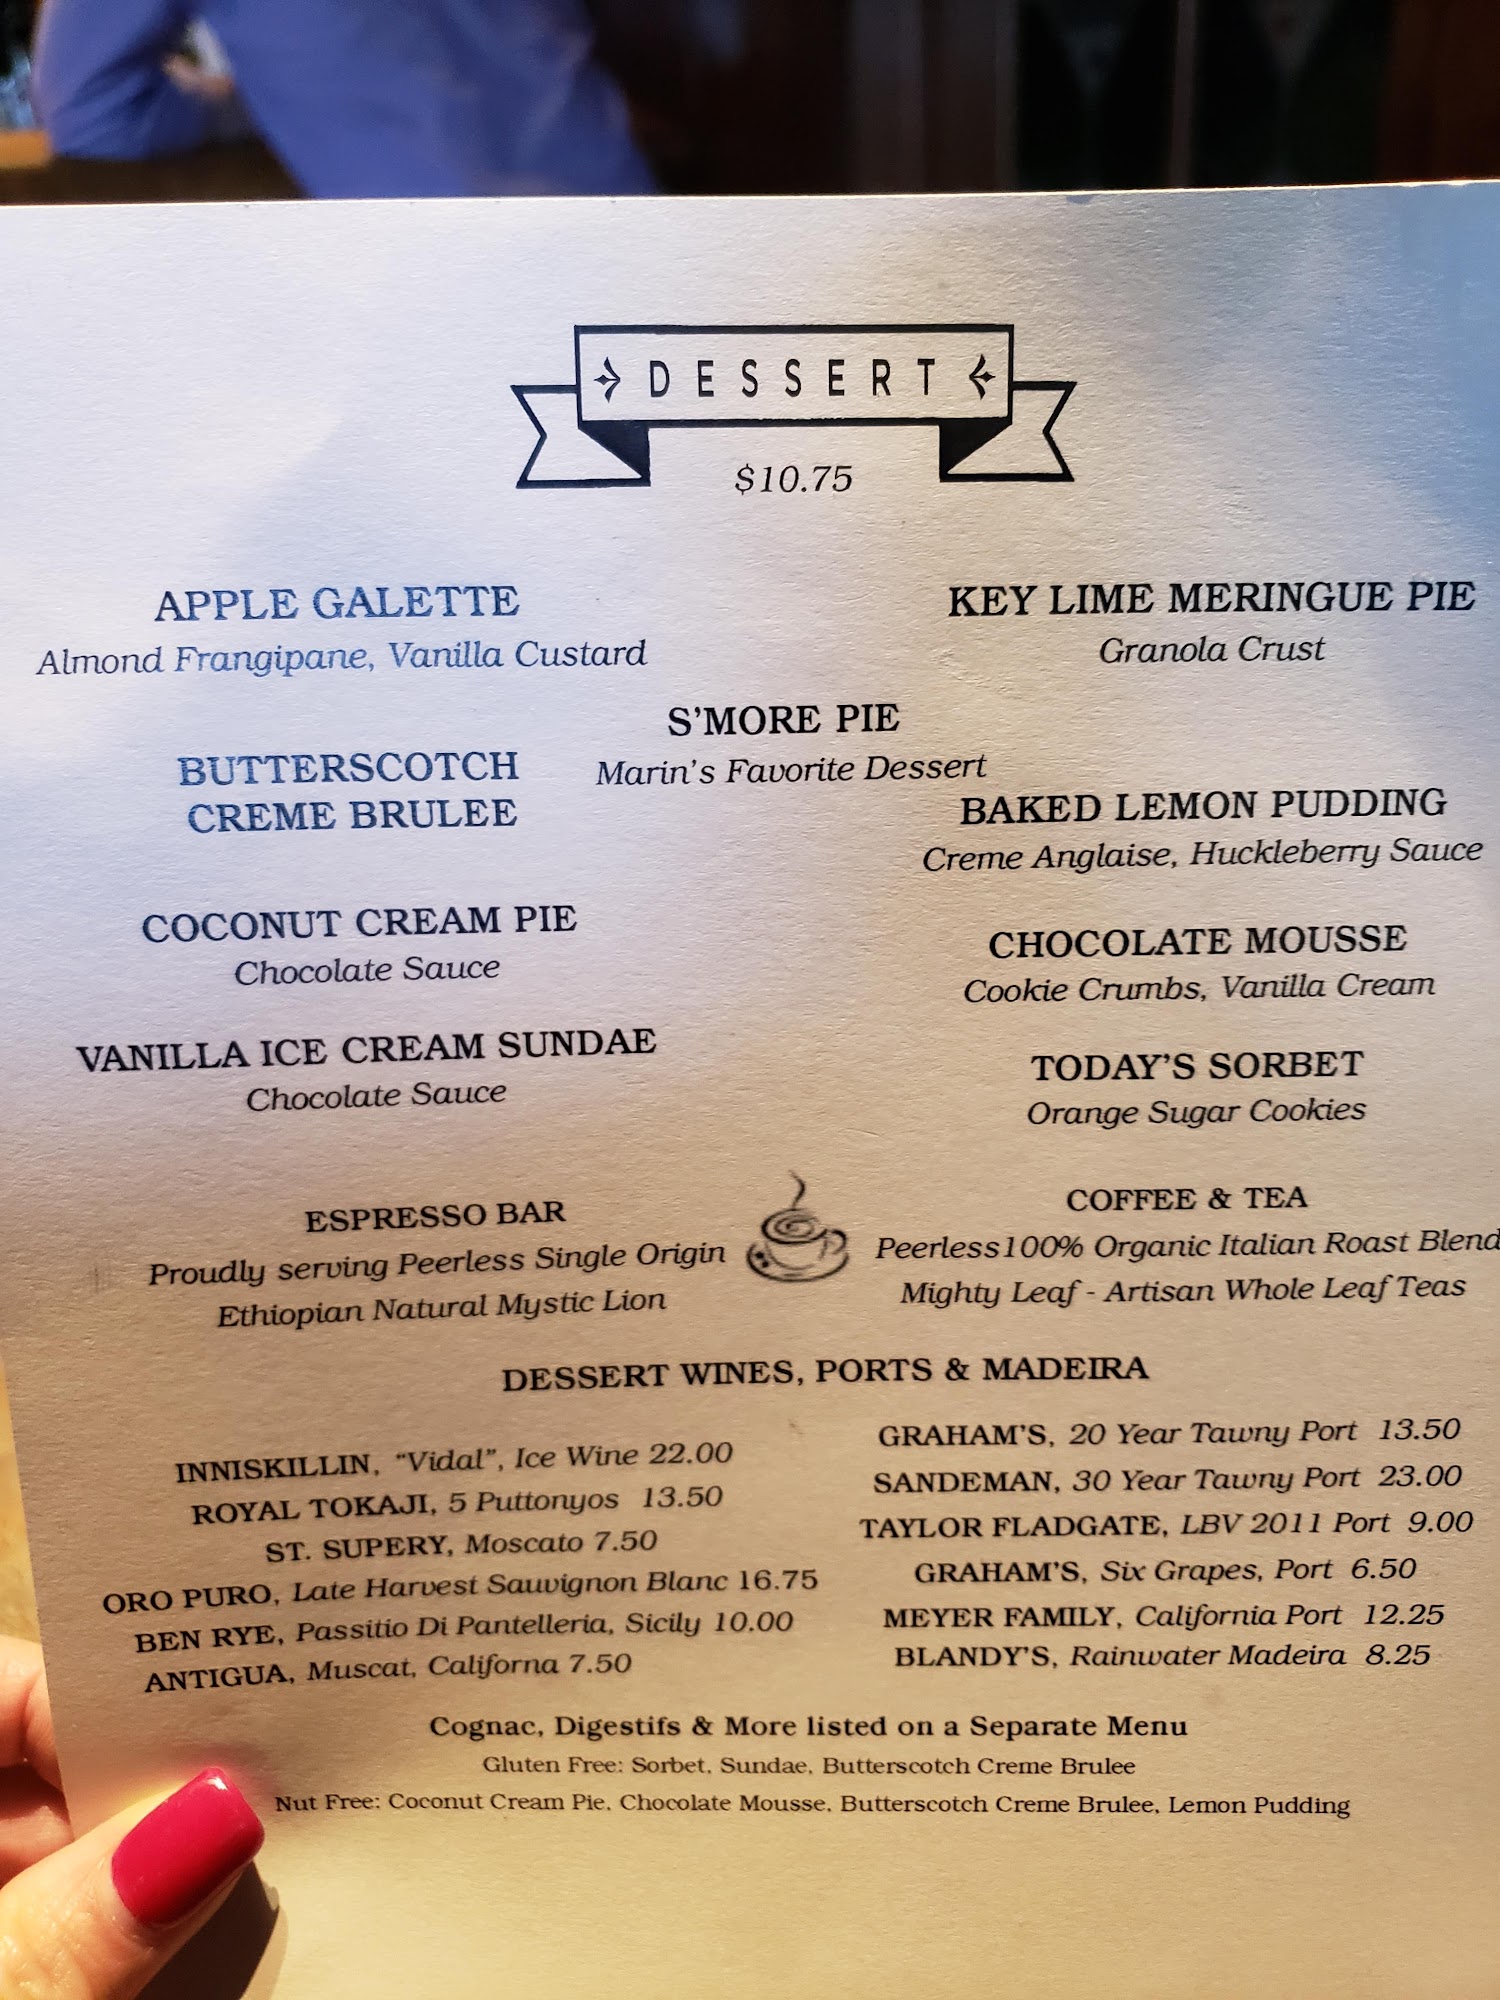 DESSERT
$10.75
APPLE GALETTE
Almond Frangipane, Vanilla Custard
KEY LIME MERINGUE PIE
Granola Crust
S'MORE PIE
Marin's Favorite Dessert
BUTTERSCOTCH
CREME BRULEE
BAKED LEMON PUDDING
Creme Anglaise, Huckleberry Sauce
COCONUT CREAM PIE
Chocolate Sauce
CHOCOLATE MOUSSE
Cookie Crumbs, Vanilla Cream
VANILLA ICE CREAM SUNDAE
Chocolate Sauce
TODAY'S SORBET
Orange Sugar Cookies
ESPRESSO BAR
Proudly serving Peerless Single Origin
Ethiopian Natural Mystic Lion
COFFEE & TEA
Peerless100% Organic Italian Roast Blend
Mighty Leaf - Artisan Whole Leaf Teas
DESSERT WINES, PORTS & MADEIRA
INNISKILLIN, "Vidal", Ice Wine 22.00
ROYAL TOKAJI, 5 Puttonyos 13.50
ST. SUPERY, Moscato 7.50
ORO PURO, Late Harvest Sauvignon Blanc 16.75
BEN RYE, Passitio Di Pantelleria, Sicily 10.00
ANTIGUA, Muscat, Californa 7.50
GRAHAM'S, 20 Year Tawny Port 13.50
SANDEMAN, 30 Year Tawny Port 23.00
TAYLOR FLADGATE, LBV 2011 Port 9.00
GRAHAM'S, Six Grapes, Port 6.50
MEYER FAMILY, California Port 12.25
BLANDY'S, Rainwater Madeira 8.25
Cognac, Digestifs & More listed on a Separate Menu
Gluten Free: Sorbet, Sundae, Butterscotch Creme Brulee
Nut Free: Coconut Cream Pie, Chocolate Mousse, Butterscotch Creme Brulee, Lemon Pudding